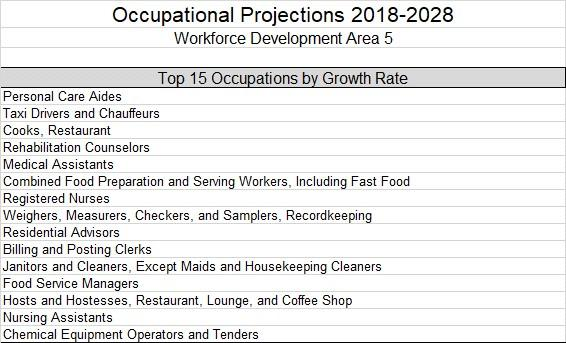 Occupational Projections 2018-2028
Workforce Development Area 5
Top 15 Occupations by Growth Rate
Personal Care Aides
Taxi Drivers and Chauffeurs
Cooks, Restaurant
Rehabilitation Counselors
Medical Assistants
Combined Food Preparation and Serving Workers, Including Fast Food
Registered Nurses
Weighers, Measurers, Checkers, and Samplers, Recordkeeping
Residential Advisors
Billing and Posting Clerks
Janitors and Cleaners, Except Maids and Housekeeping Cleaners
Food Service Managers
Hosts and Hostesses, Restaurant, Lounge, and Coffee Shop
Nursing Assistants
Chemical Equipment Operators and Tenders